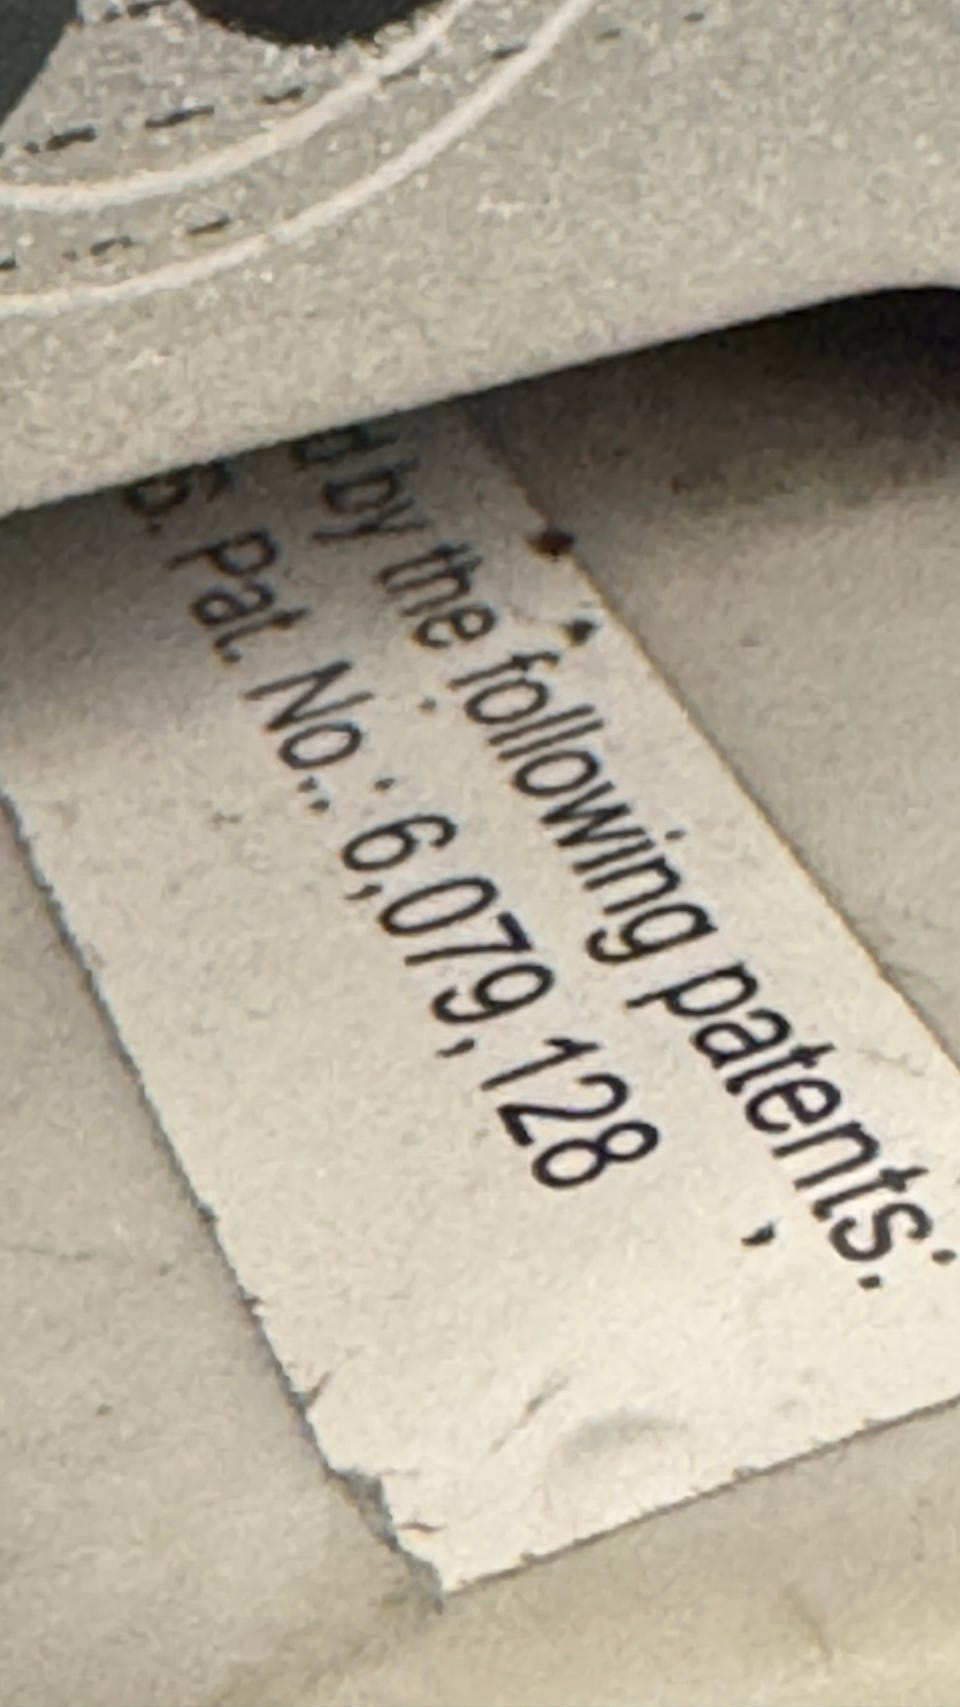 by the following patents:
Pat. No.: 6,079,128